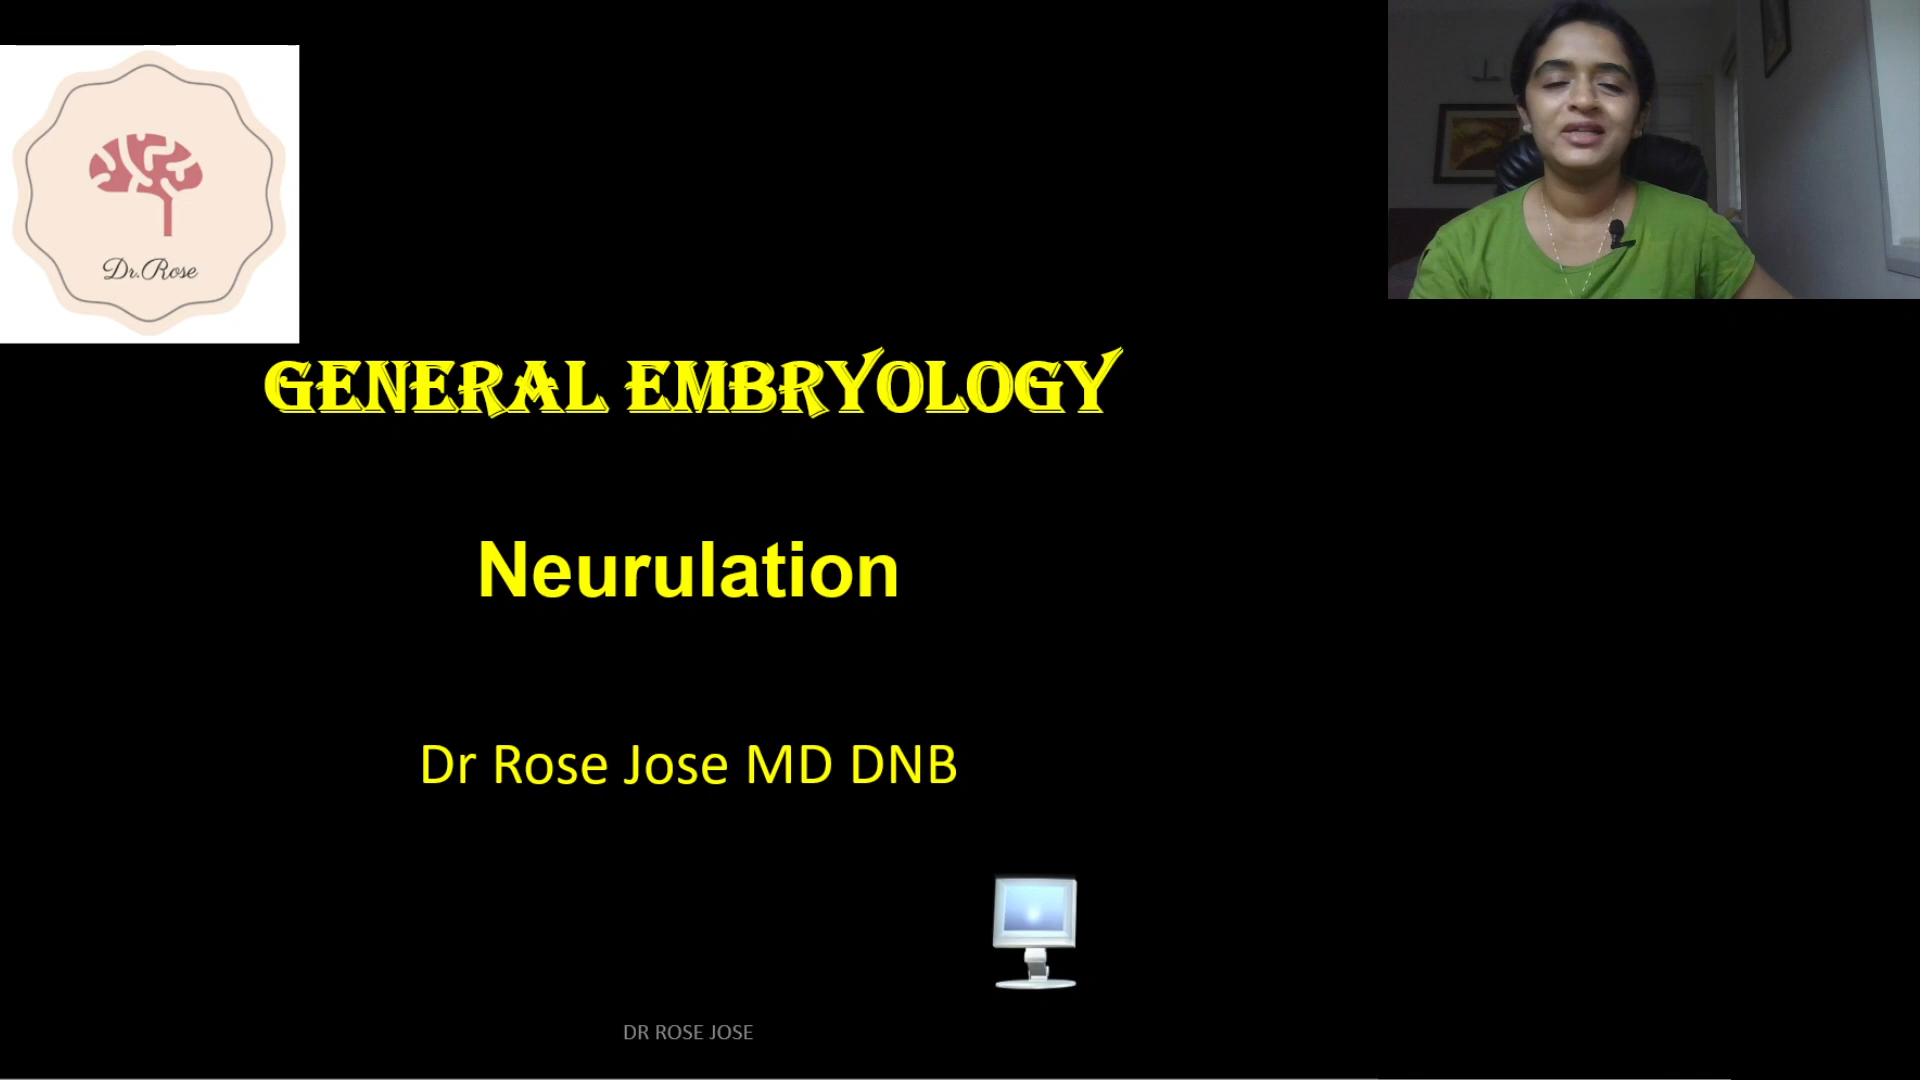 Dr.Rose
GENERAL EMBRYOLOGY
Neurulation
Dr Rose Jose MD DNB
DR ROSE JOSE